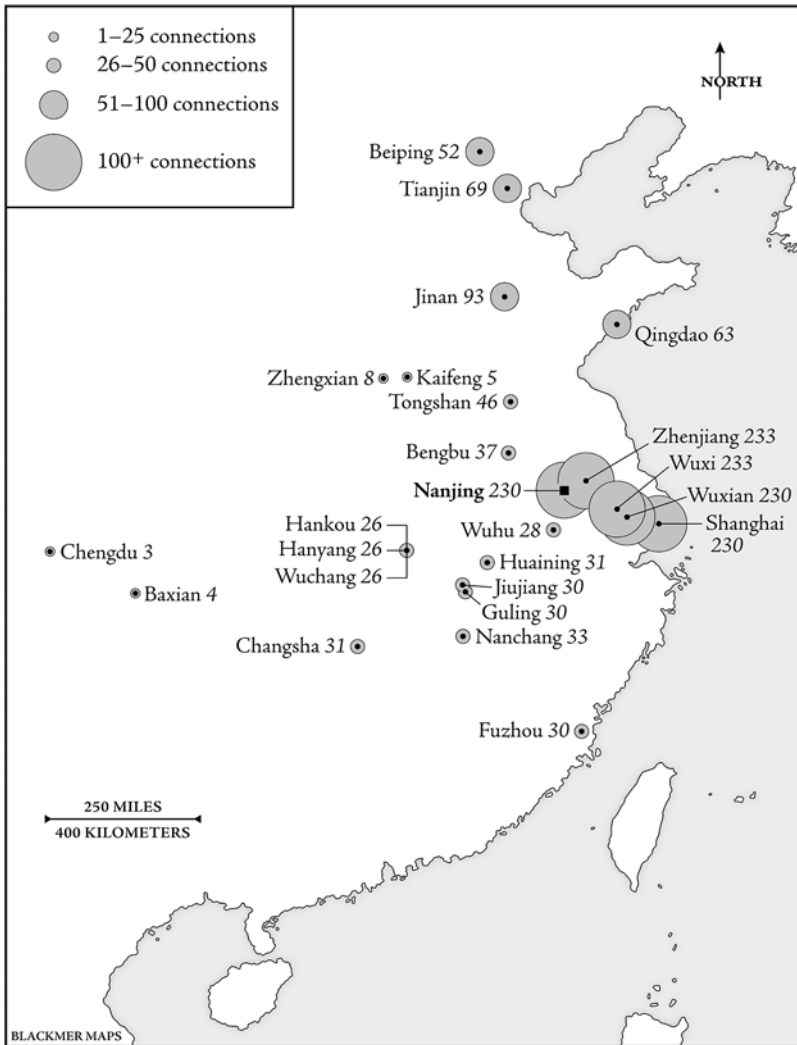 1–25 connections
26–50 connections
51–100 connections
100+ connections
NORTH
Beiping 52
Tianjin 69
Jinan 93
Qingdao 63
Zhengxian 8
Kaifeng 5
Tongshan 46
Bengbu 37
Zhenjiang 233
Wuxi 233
Nanjing 230
Wuxian 230
Shanghai
230
Hankou 26
Wuhu 28
Chengdu 3
Hanyang 26
Huaining 31
Wuchang 26
Jiujiang 30
Baxian 4
Guling 30
Nanchang 33
Changsha 31
Fuzhou 30
250 MILES
400 KILOMETERS
BLACKMER MAPS